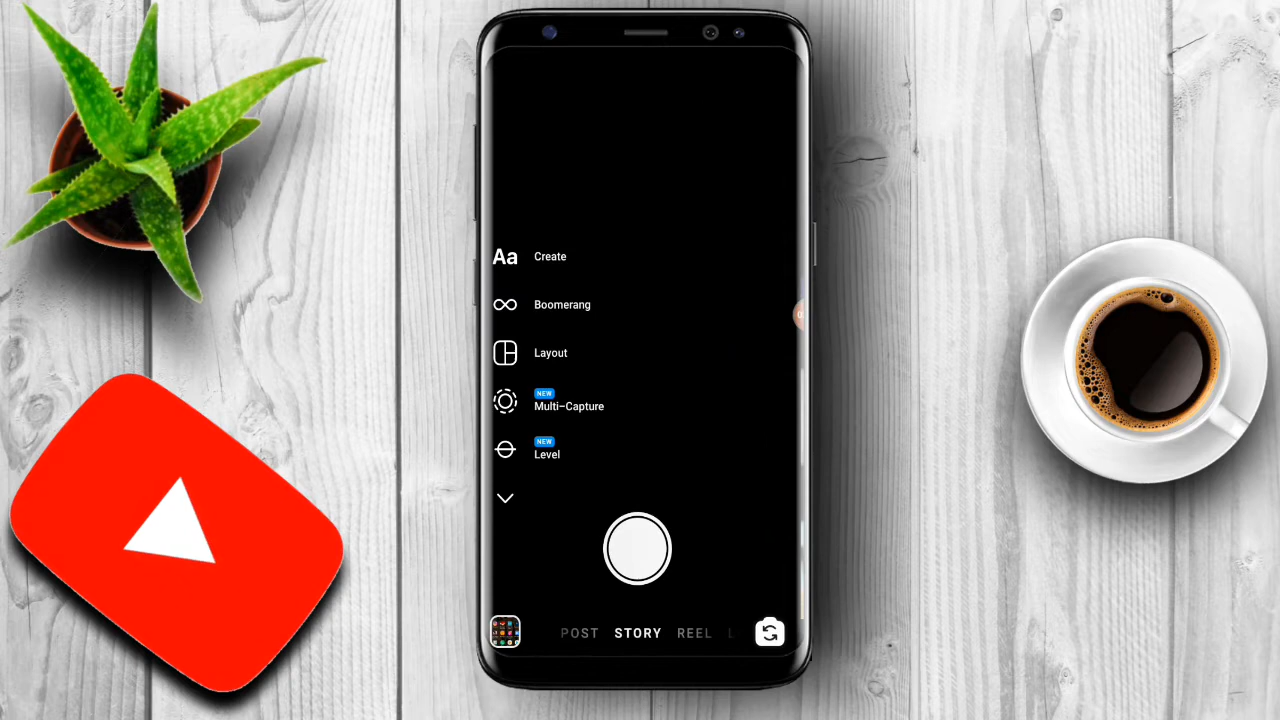 Aa Create
Boomerang
Layout
NEW
Multi-Capture
NEW
Level
POST STORY REEL L